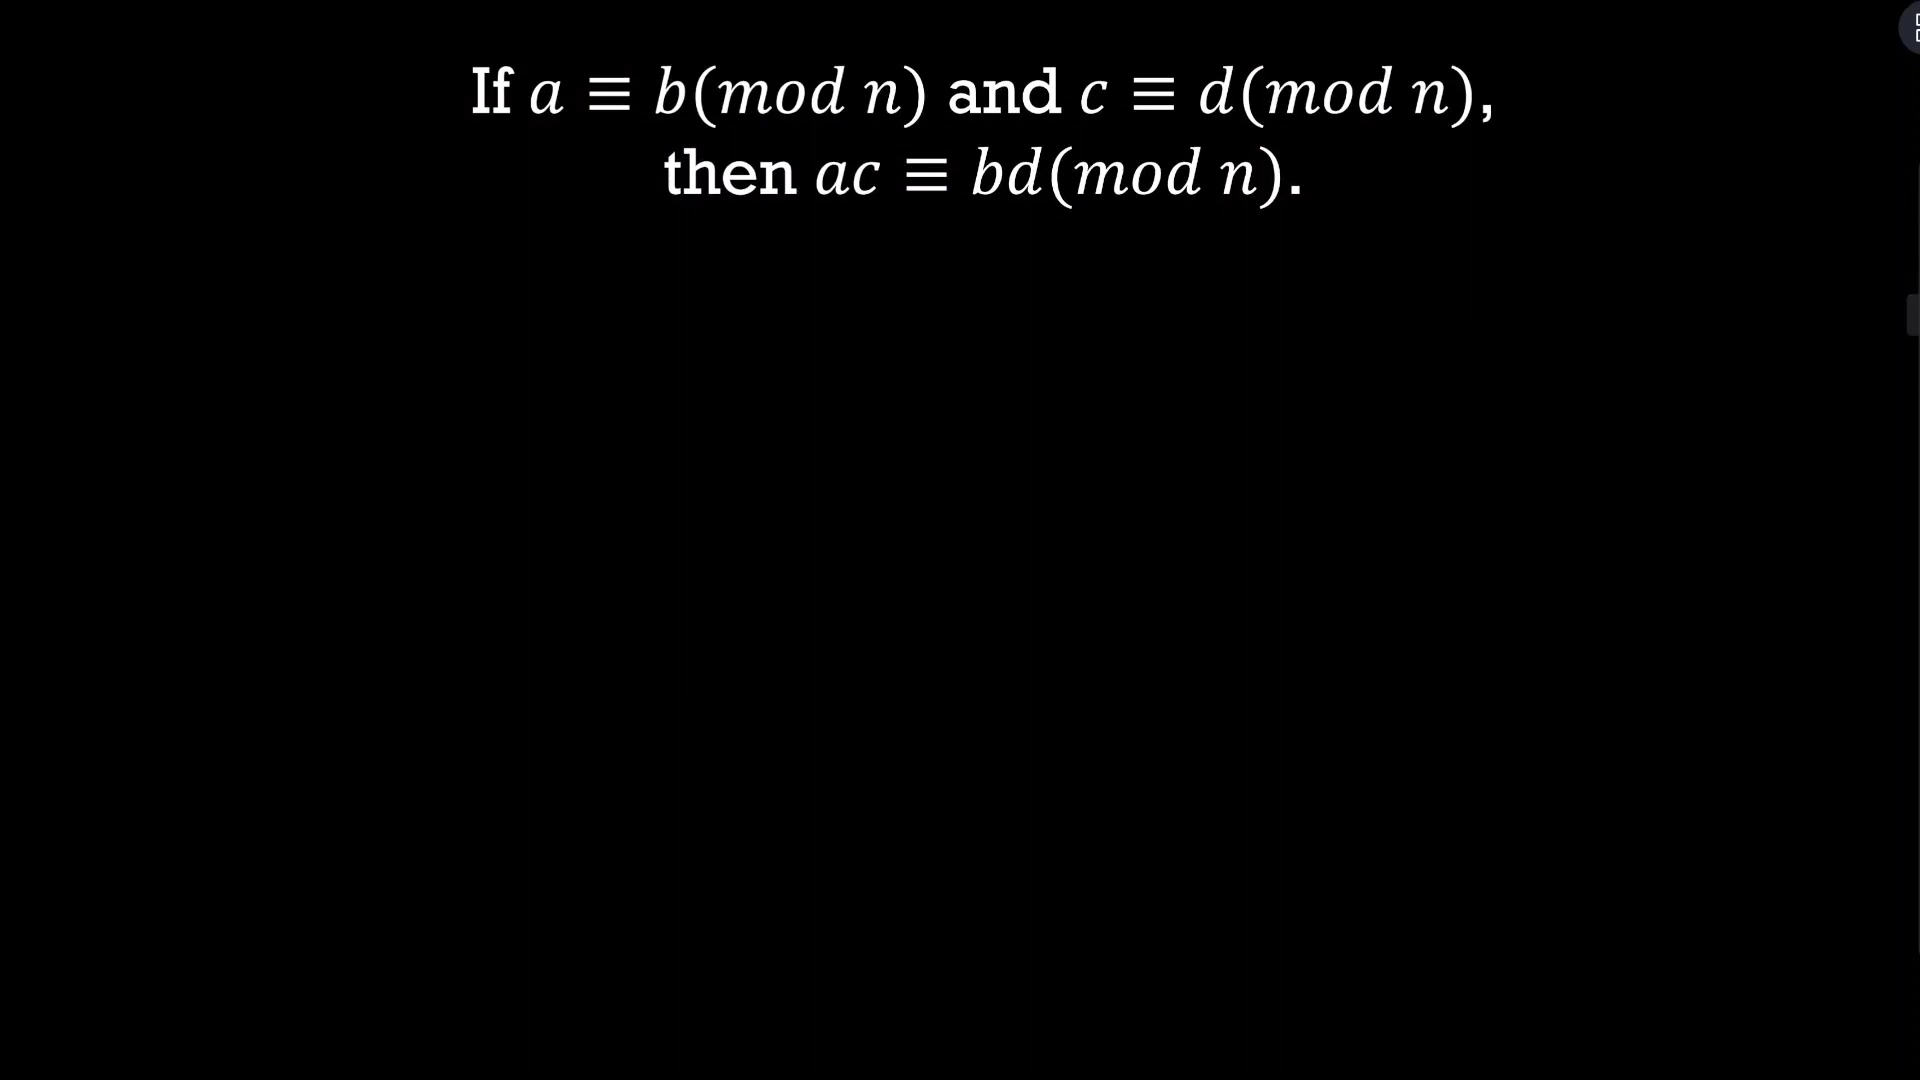 If a ≡ b(mod n) and c ≡ d(mod n),
then ac ≡ bd(mod n).